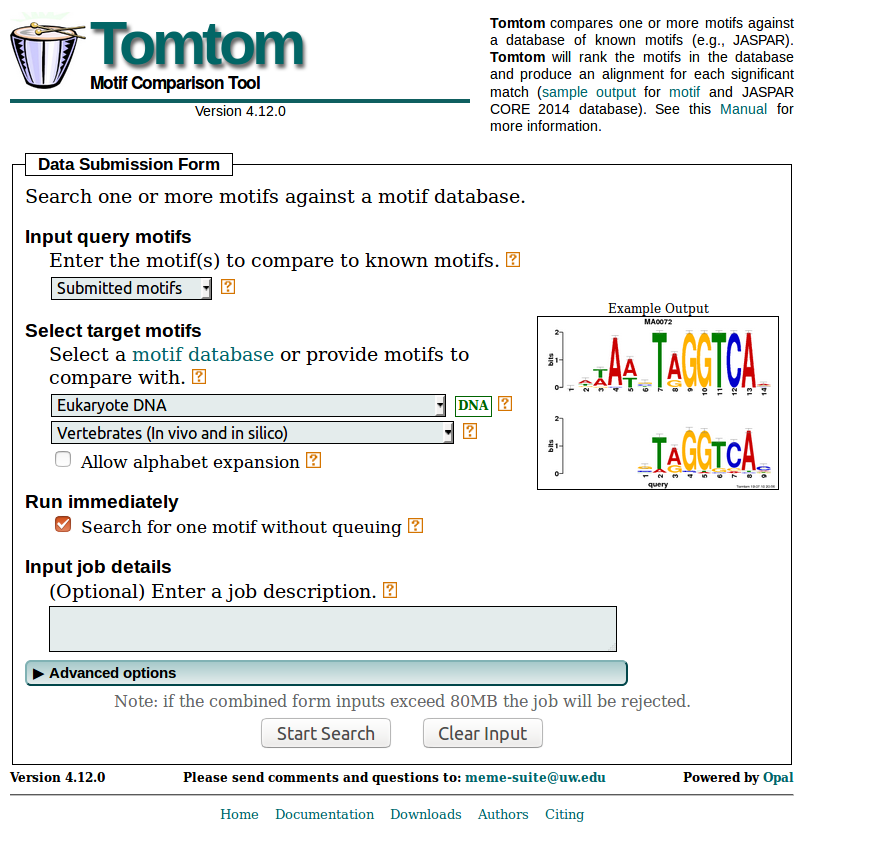 Tomtom
Motif Comparison Tool
Version 4.12.0
Tomtom compares one or more motifs against
a database of known motifs (e.g., JASPAR).
Tomtom will rank the motifs in the database
and produce an alignment for each significant
match (sample output for motif and JASPAR
CORE 2014 database). See this Manual for
more information.
Data Submission Form
Search one or more motifs against a motif database.
Input query motifs
Enter the motif(s) to compare to known motifs. ?
Submitted motifs ?
Select target motifs
Select a motif database or provide motifs to
compare with. ?
Eukaryote DNA DNA ?
Vertebrates (In vivo and in silico) ?
Allow alphabet expansion ?
Example Output
MA0072
bits
2
1
0
TAGGTCA
1 2 3 4 5 6 7 8 9 10 11 12 13 14
bits
2
1
0
TAGGTCA
1 2 3 4 5 6 7 8 9
query
Run immediately
Search for one motif without queuing ?
Input job details
(Optional) Enter a job description. ?
▶ Advanced options
Note: if the combined form inputs exceed 80MB the job will be rejected.
Start Search Clear Input
Version 4.12.0 Please send comments and questions to: meme-suite@uw.edu Powered by Opal
Home Documentation Downloads Authors Citing